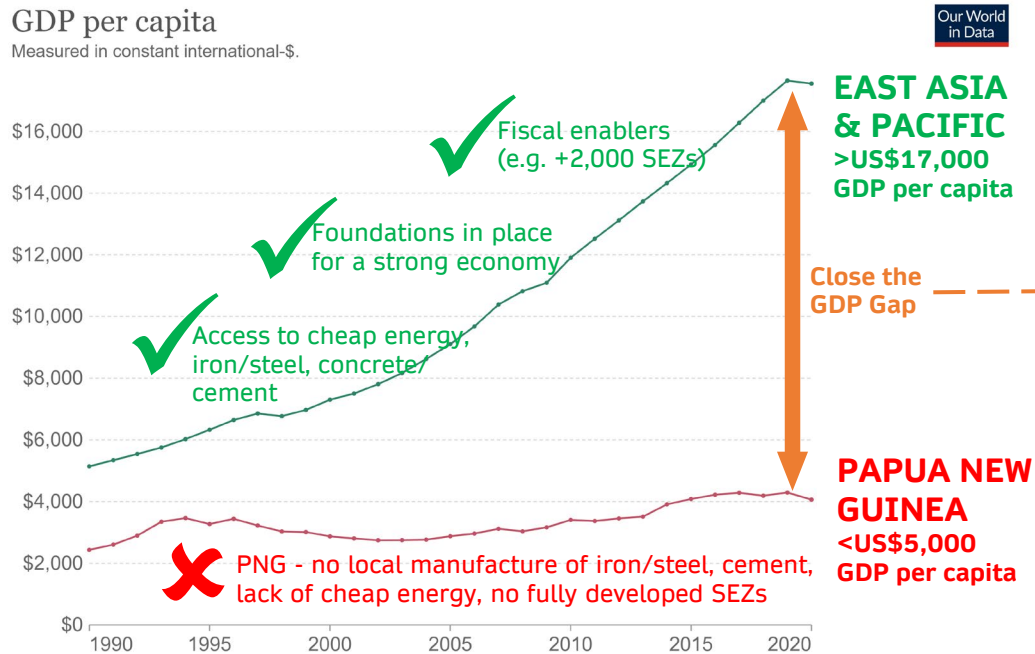 GDP per capita
Measured in constant international-$.
Our World
in Data
$16,000
$14,000
$12,000
$10,000
$8,000
$6,000
$4,000
$2,000
$0
1990
1995
2000
2005
2010
2015
2020
Fiscal enablers
(e.g. +2,000 SEZs)
Foundations in place
for a strong economy
Access to cheap energy,
iron/steel, concrete/
cement
EAST ASIA
& PACIFIC
>US$17,000
GDP per capita
Close the
GDP Gap
PAPUA NEW
GUINEA
<US$5,000
GDP per capita
PNG - no local manufacture of iron/steel, cement,
lack of cheap energy, no fully developed SEZs